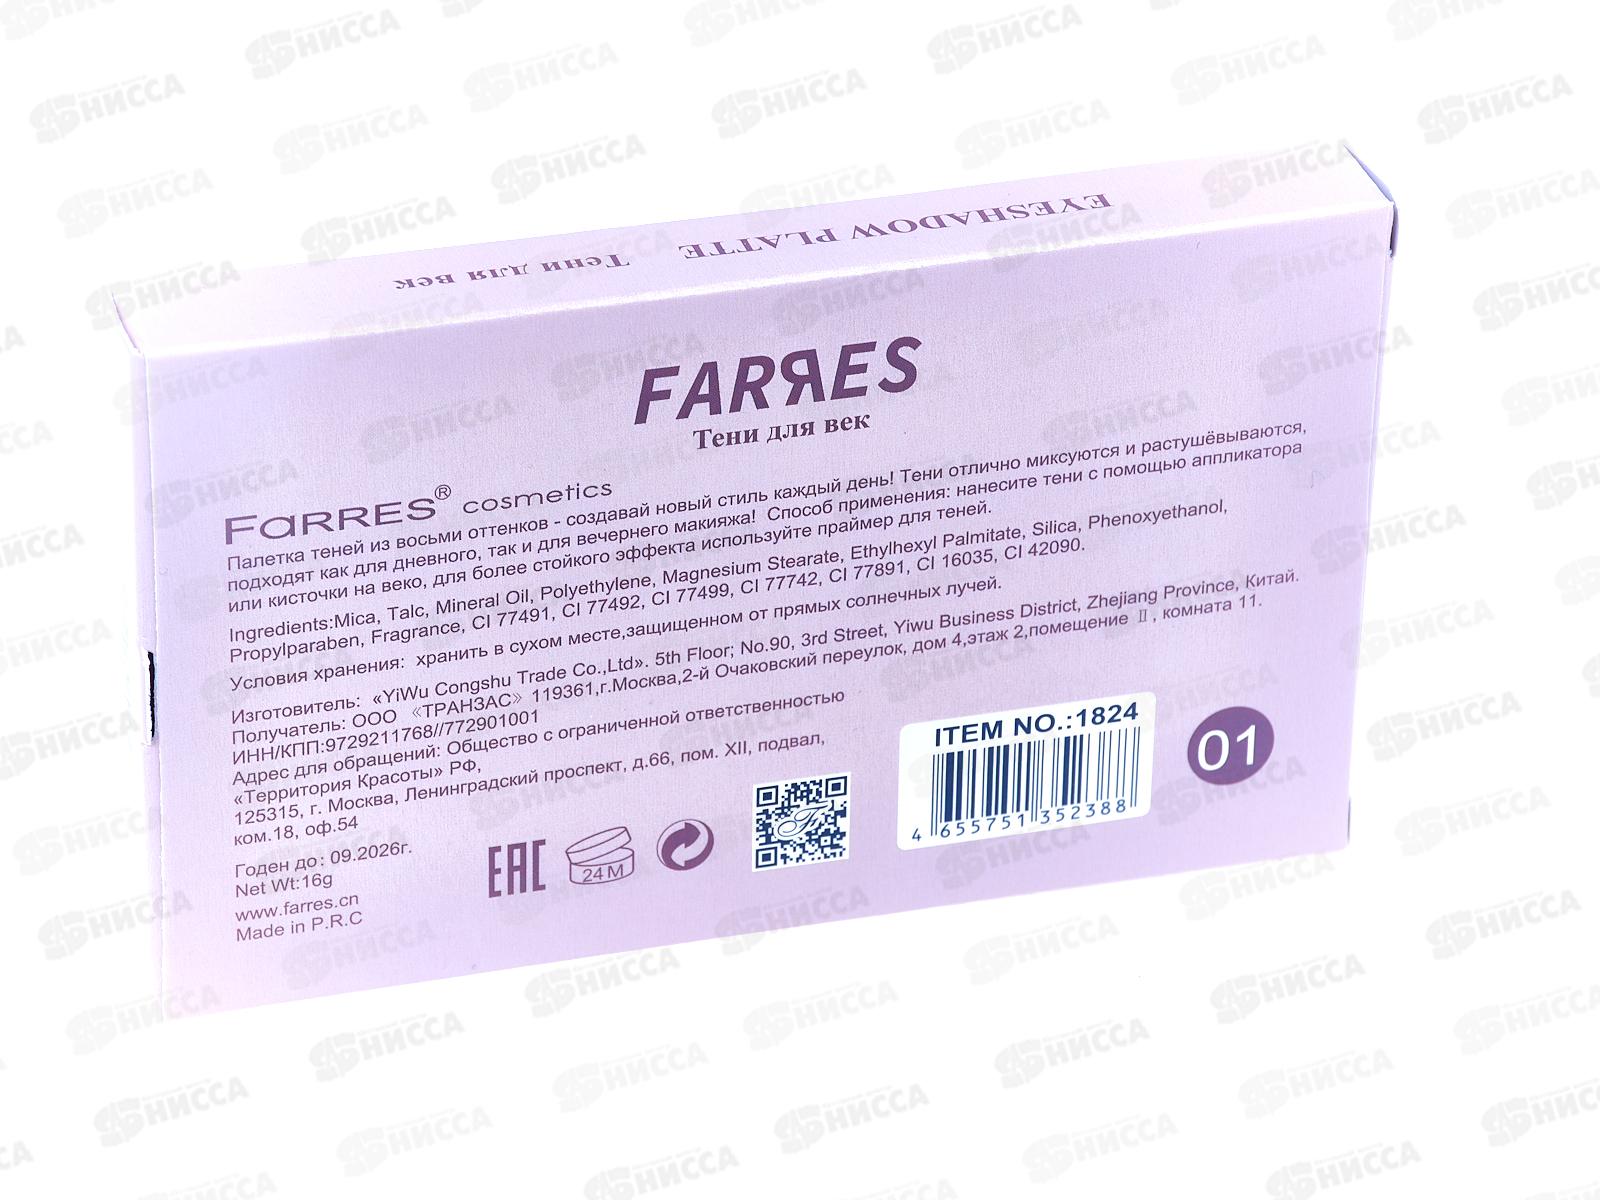 EYESHADOW PLATTE Тени для век
FARЯES
Тени для век
FARRES® cosmetics
Палетка теней из восьми оттенков - создавай новый стиль каждый день! Тени отлично миксуются и растушёвываются,
подходят как для дневного, так и для вечернего макияжа! Способ применения: нанесите тени с помощью аппликатора
или кисточки на веко, для более стойкого эффекта используйте праймер для теней.
Ingredients:Mica, Talc, Mineral Oil, Polyethylene, Magnesium Stearate, Ethylhexyl Palmitate, Silica, Phenoxyethanol,
Propylparaben, Fragrance, CI 77491, CI 77492, CI 77499, CI 77742, CI 77891, CI 16035, CI 42090.
Условия хранения: хранить в сухом месте,защищенном от прямых солнечных лучей.
Изготовитель: «YiWu Congshu Trade Co.,Ltd». 5th Floor; No.90, 3rd Street, Yiwu Business District, Zhejiang Province, Китай.
Получатель: ООО 《ТРАНЗАС》 119361,г.Москва,2-й Очаковский переулок, дом 4,этаж 2,помещение Ⅱ, комната 11.
ИНН/КПП:9729211768//772901001
Адрес для обращений: Общество с ограниченной ответственностью
«Территория Красоты» РФ,
125315, г. Москва, Ленинградский проспект, д.66, пом. XII, подвал,
ком.18, оф.54
Годен до: 09.2026г.
Net Wt:16g
www.farres.cn
Made in P.R.C
EAC
24M
ITEM NO.:1824
4 655751 352388
01
НИССА